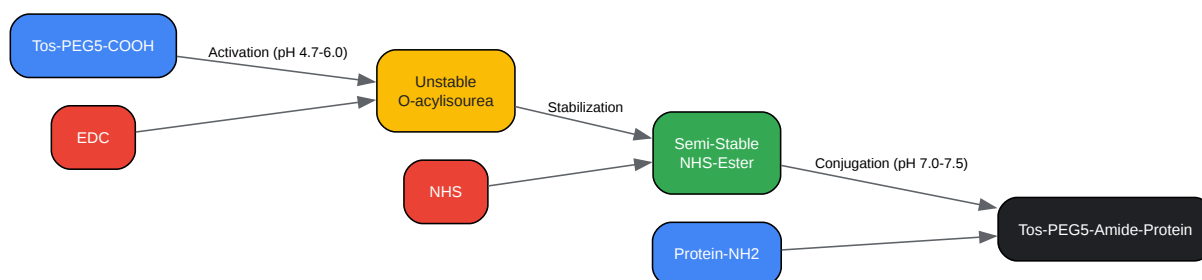 Tos-PEG5-COOH
Activation (pH 4.7-6.0)
EDC
Unstable
O-acylisourea
Stabilization
NHS
Semi-Stable
NHS-Ester
Conjugation (pH 7.0-7.5)
Protein-NH2
Tos-PEG5-Amide-Protein